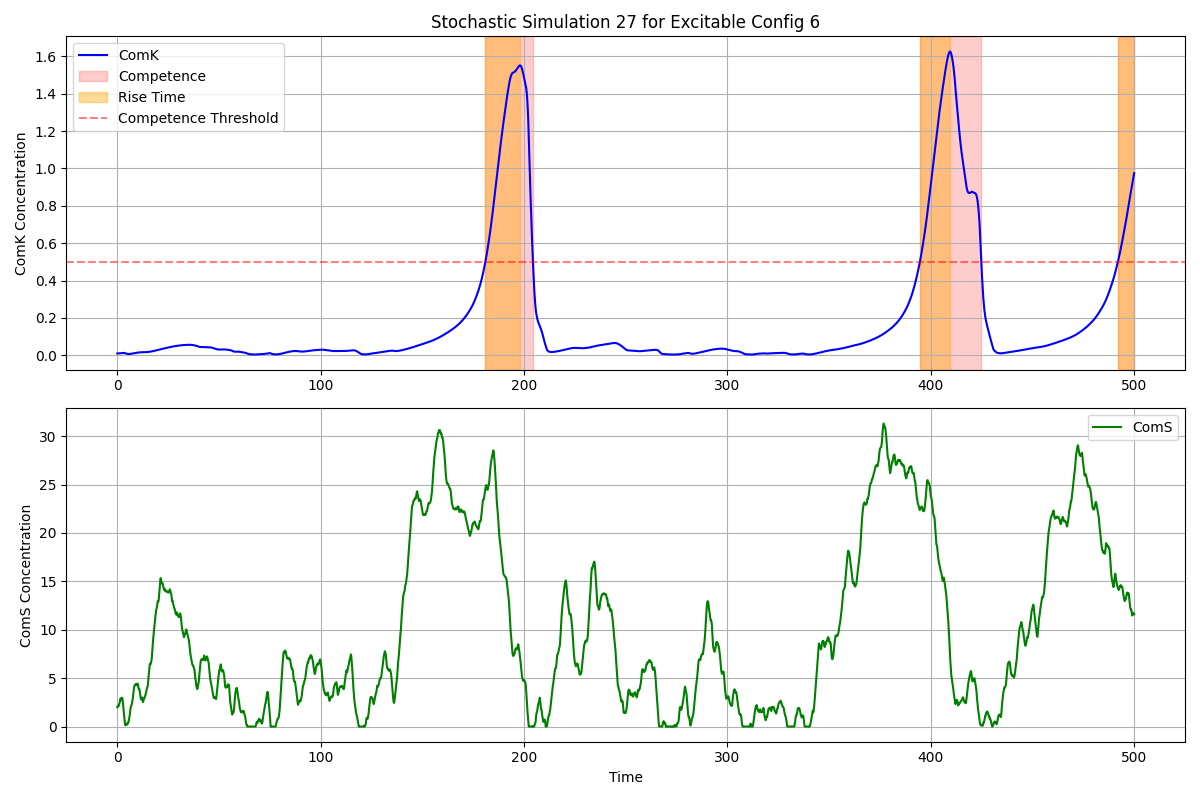 Stochastic Simulation 27 for Excitable Config 6
ComK
Competence
Rise Time
Competence Threshold
ComK Concentration
1.6
1.4
1.2
1.0
0.8
0.6
0.4
0.2
0.0
0 100 200 300 400 500
ComS
ComS Concentration
30
25
20
15
10
5
0
0 100 200 300 400 500
Time